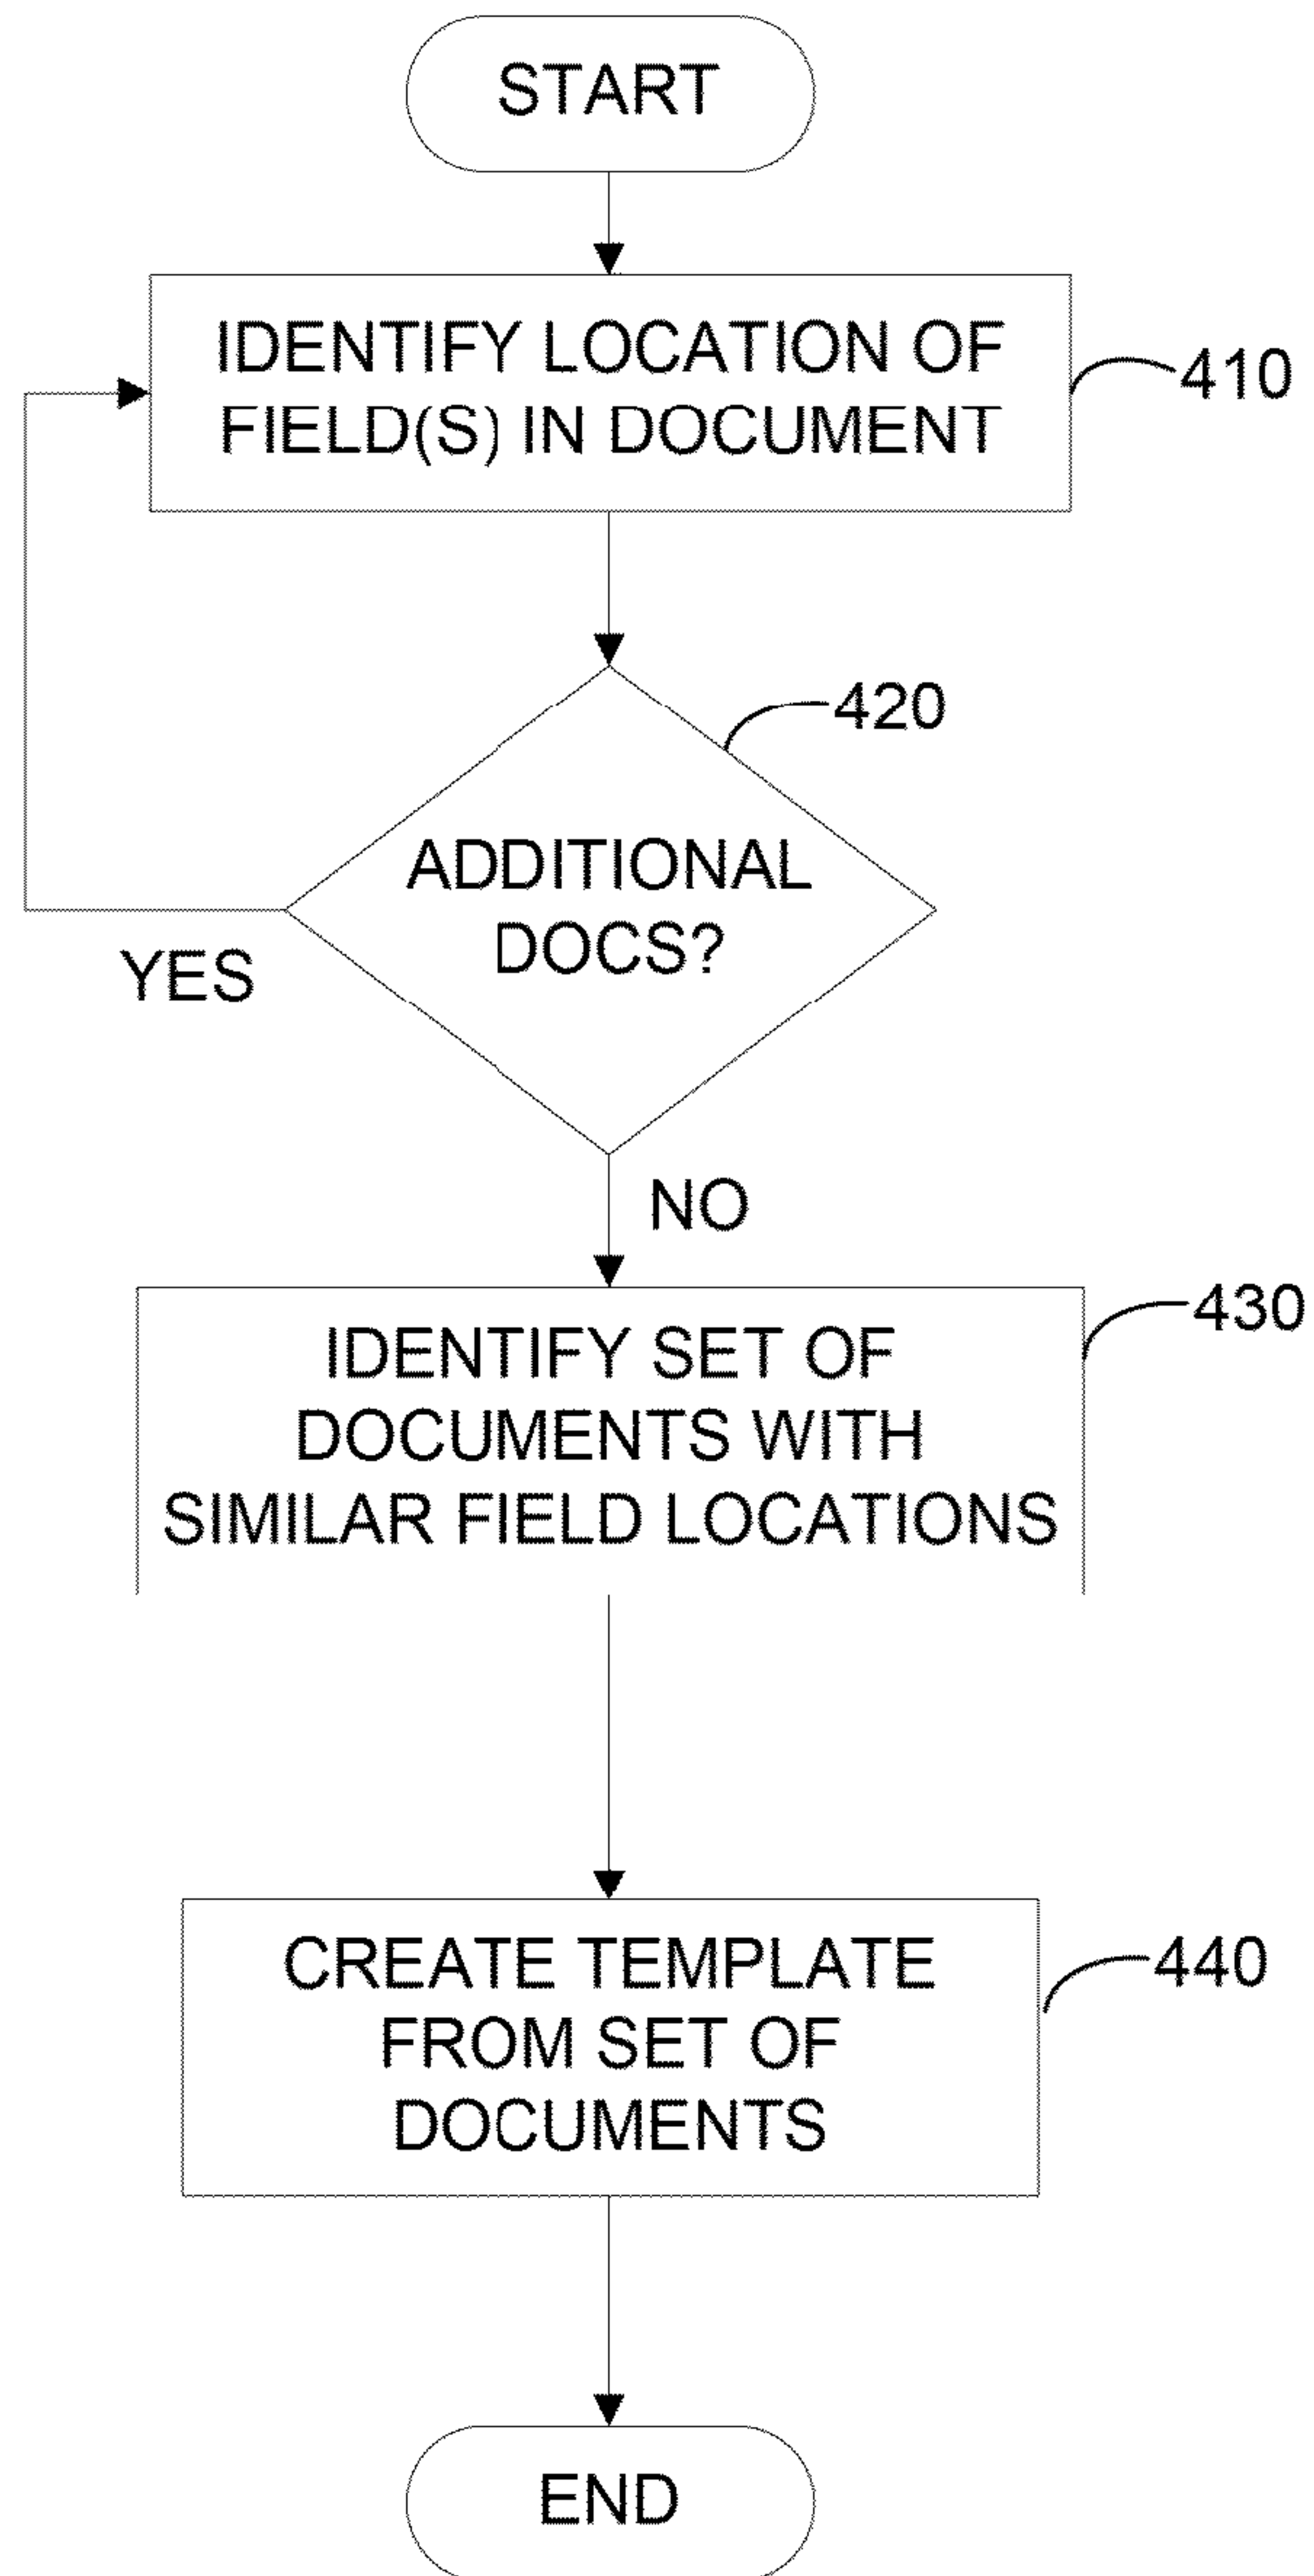 START
IDENTIFY LOCATION OF
FIELD(S) IN DOCUMENT
410
420
ADDITIONAL
DOCS?
YES
NO
430
IDENTIFY SET OF
DOCUMENTS WITH
SIMILAR FIELD LOCATIONS
CREATE TEMPLATE
440
FROM SET OF
DOCUMENTS
END